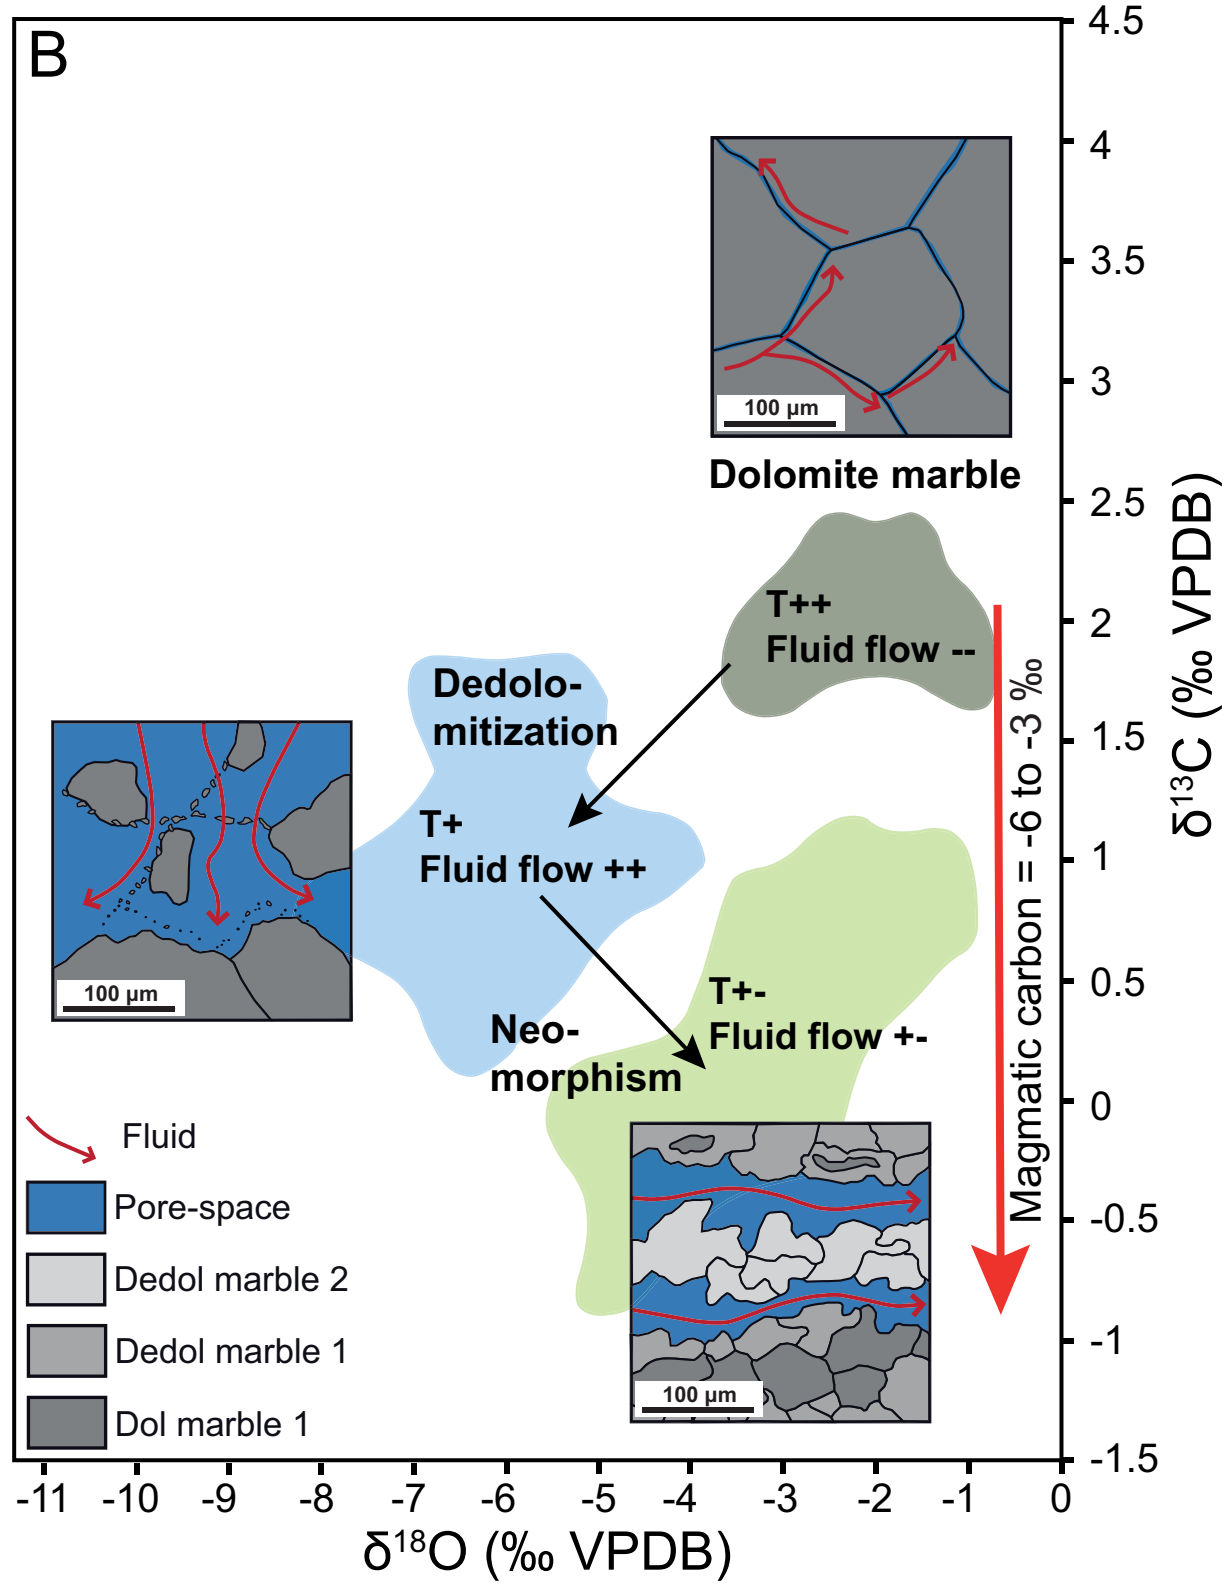 B
4.5
4
3.5
3
2.5
2
1.5
1
0.5
0
-0.5
-1
-1.5
δ¹³C (‰ VPDB)
100 µm
Dolomite marble
T++
Fluid flow --
Dedolo-
mitization
T+
Fluid flow ++
100 µm
T+-
Fluid flow +-
Neo-
morphism
Magmatic carbon = -6 to -3 ‰
100 µm
Fluid
Pore-space
Dedol marble 2
Dedol marble 1
Dol marble 1
-11 -10 -9 -8 -7 -6 -5 -4 -3 -2 -1 0
δ¹⁸O (‰ VPDB)